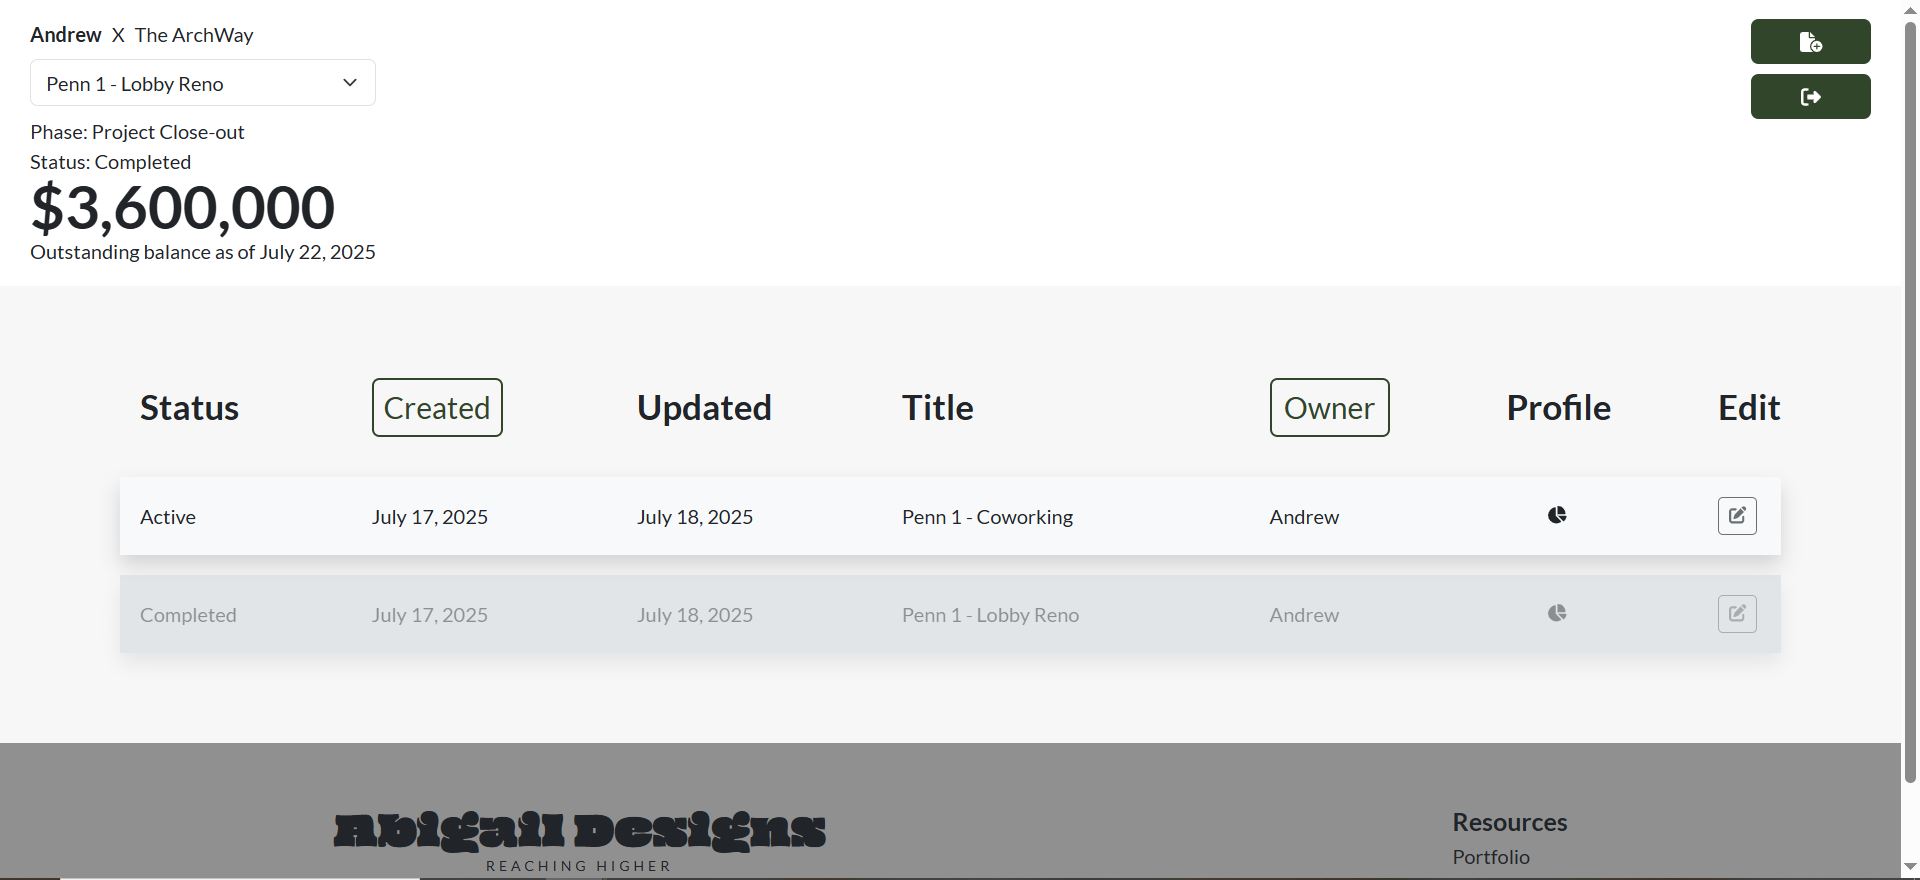 Andrew X The ArchWay
Penn 1 - Lobby Reno
Phase: Project Close-out
Status: Completed
$3,600,000
Outstanding balance as of July 22, 2025
Status Created Updated Title Owner Profile Edit
Active July 17, 2025 July 18, 2025 Penn 1 - Coworking Andrew
Completed July 17, 2025 July 18, 2025 Penn 1 - Lobby Reno Andrew
Abigail Designs
REACHING HIGHER
Resources
Portfolio